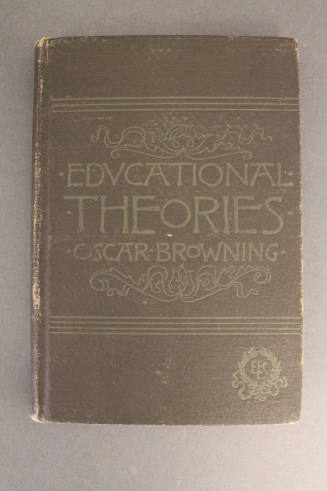 ·EDVCATIONAL·
·THEORIES·
·OSCAR·BROWNING·